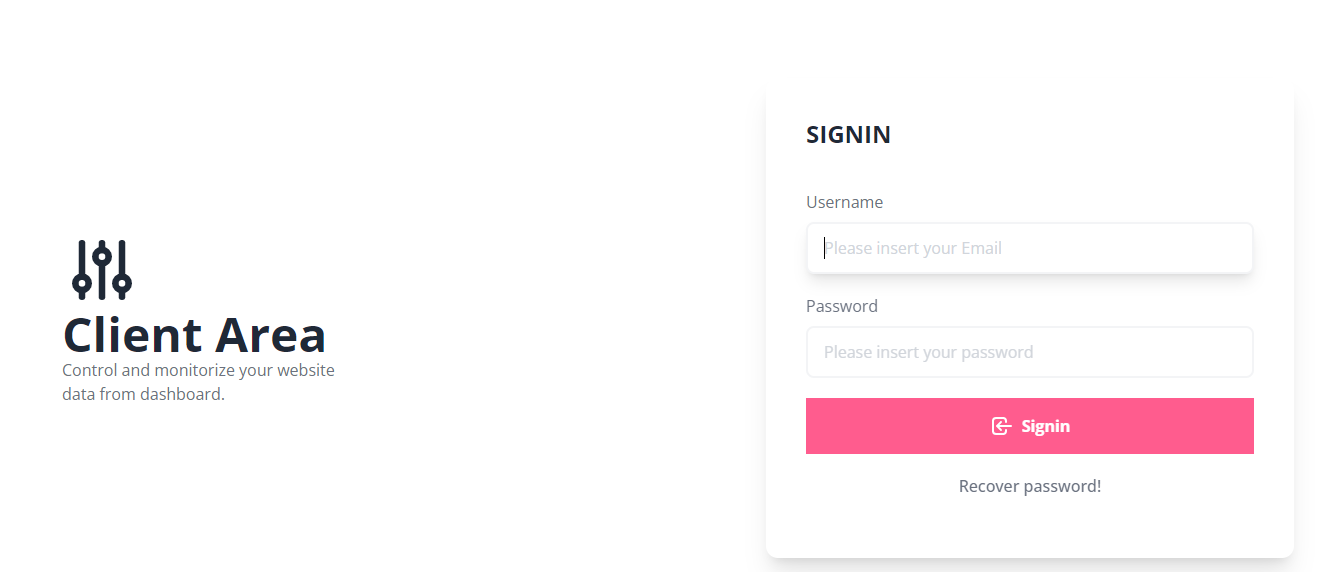 Client Area
Control and monitorize your website
data from dashboard.
SIGNIN
Username
Please insert your Email
Password
Please insert your password
Signin
Recover password!